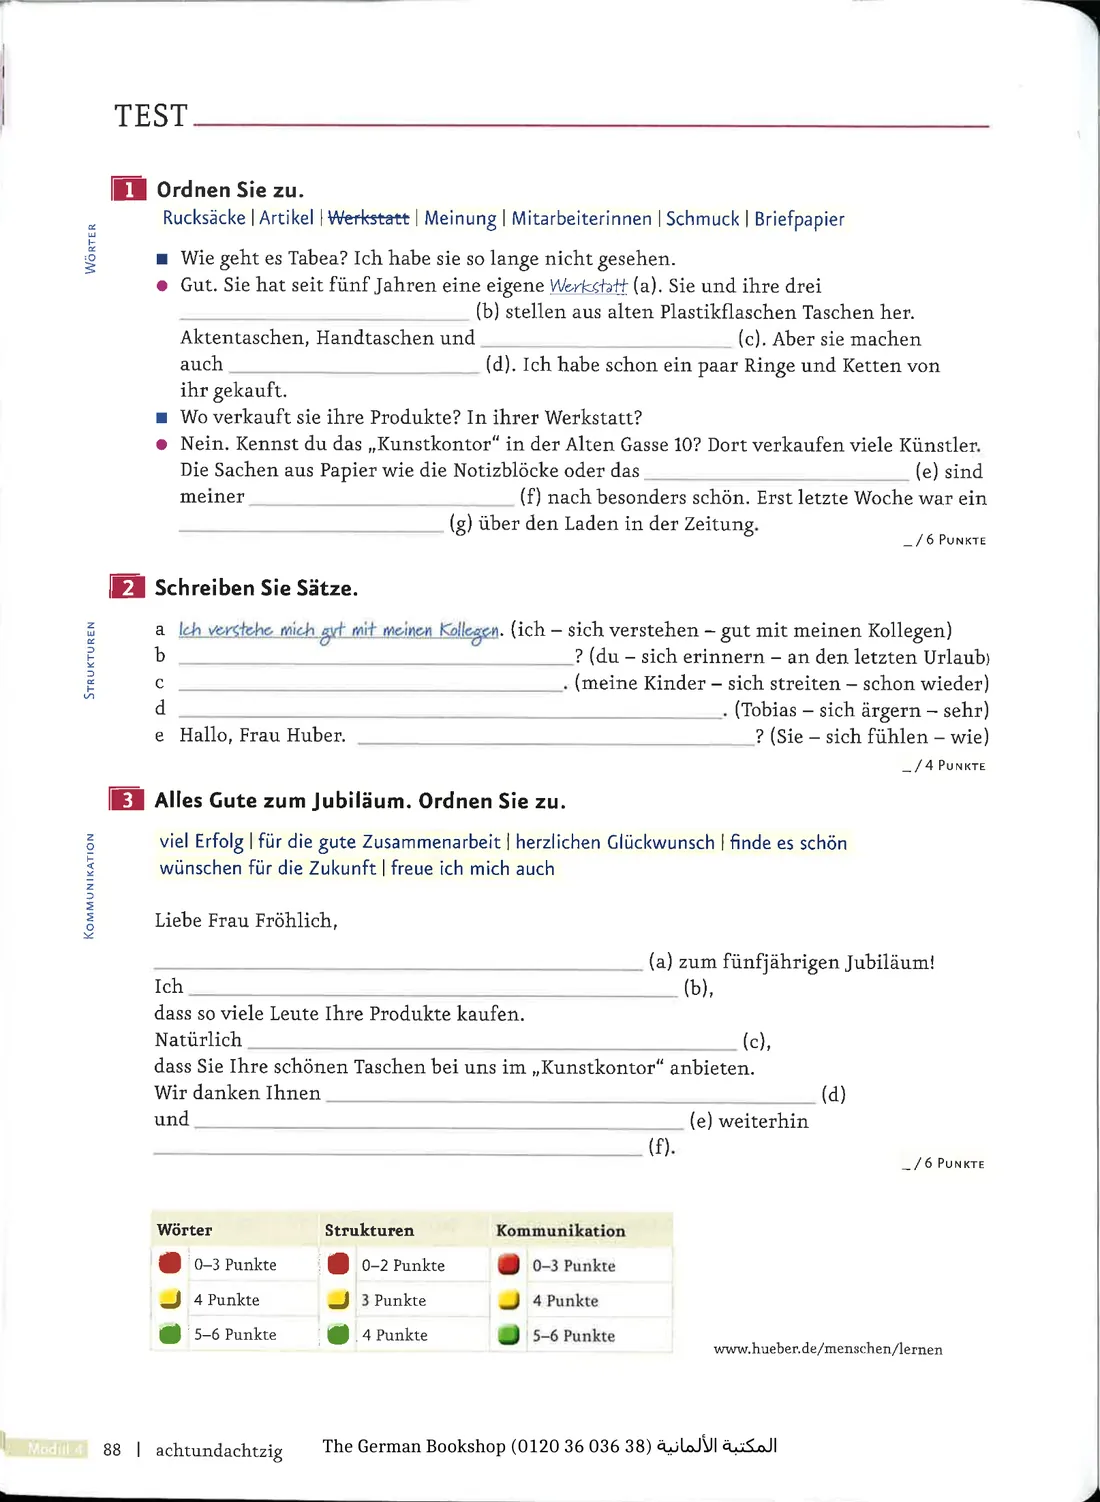 TEST
1 Ordnen Sie zu.
Rucksäcke | Artikel | Werkstatt | Meinung | Mitarbeiterinnen | Schmuck | Briefpapier
WÖRTER
Wie geht es Tabea? Ich habe sie so lange nicht gesehen.
Gut. Sie hat seit fünf Jahren eine eigene Werkstatt (a). Sie und ihre drei
(b) stellen aus alten Plastikflaschen Taschen her.
Aktentaschen, Handtaschen und (c). Aber sie machen
auch (d). Ich habe schon ein paar Ringe und Ketten von
ihr gekauft.
Wo verkauft sie ihre Produkte? In ihrer Werkstatt?
Nein. Kennst du das „Kunstkontor“ in der Alten Gasse 10? Dort verkaufen viele Künstler.
Die Sachen aus Papier wie die Notizblöcke oder das (e) sind
meiner (f) nach besonders schön. Erst letzte Woche war ein
(g) über den Laden in der Zeitung.
_ / 6 PUNKTE
2 Schreiben Sie Sätze.
STRUKTUREN
a Ich verstehe mich gut mit meinen Kollegen. (ich – sich verstehen – gut mit meinen Kollegen)
b ? (du – sich erinnern – an den letzten Urlaub)
c . (meine Kinder – sich streiten – schon wieder)
d . (Tobias – sich ärgern – sehr)
e Hallo, Frau Huber. ? (Sie – sich fühlen – wie)
_ / 4 PUNKTE
3 Alles Gute zum Jubiläum. Ordnen Sie zu.
KOMMUNIKATION
viel Erfolg | für die gute Zusammenarbeit | herzlichen Glückwunsch | finde es schön
wünschen für die Zukunft | freue ich mich auch
Liebe Frau Fröhlich,
(a) zum fünfjährigen Jubiläum!
Ich (b),
dass so viele Leute Ihre Produkte kaufen.
Natürlich (c),
dass Sie Ihre schönen Taschen bei uns im „Kunstkontor“ anbieten.
Wir danken Ihnen (d)
und (e) weiterhin
(f).
_ / 6 PUNKTE
Wörter Strukturen Kommunikation
0–3 Punkte 0–2 Punkte 0–3 Punkte
4 Punkte 3 Punkte 4 Punkte
5–6 Punkte 4 Punkte 5–6 Punkte
www.hueber.de/menschen/lernen
Modul 4 88 | achtundachtzig The German Bookshop (0120 36 036 38) المكتبة الألمانية